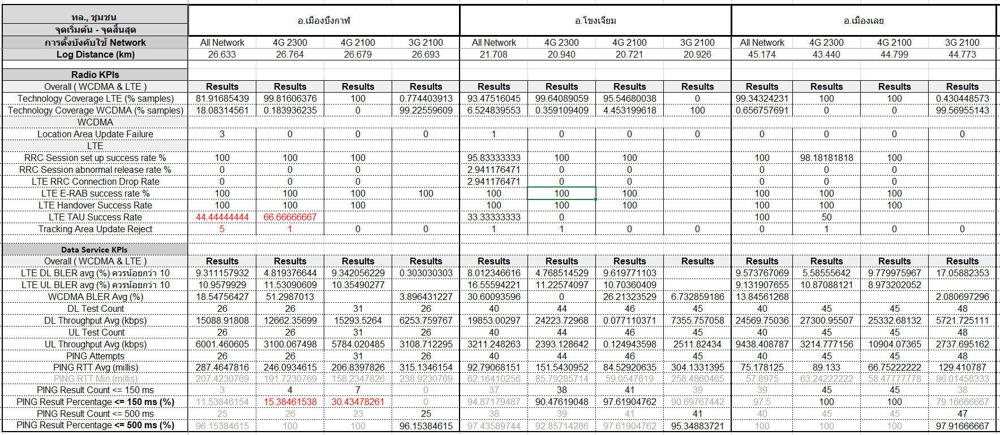 ทล., ชุมชน อ.เมืองบึงกาฬ อ.โขงเจียม อ.เมืองเลย
จุดเริ่มต้น - จุดสิ้นสุด
การตั้งบังคับใช้ Network All Network 4G 2300 4G 2100 3G 2100 All Network 4G 2300 4G 2100 3G 2100 All Network 4G 2300 4G 2100 3G 2100
Log Distance (km) 26.633 26.764 26.679 26.693 21.708 20.940 20.721 20.926 45.174 43.440 44.799 44.773
Radio KPIs
Overall ( WCDMA & LTE ) Results Results Results Results Results Results Results Results Results Results Results Results
Technology Coverage LTE (% samples) 81.91685439 99.81606376 100 0.774403913 93.47516045 99.64089059 95.54680038 0 99.34324231 100 100 0.430448573
Technology Coverage WCDMA (% samples) 18.08314561 0.183936235 0 99.22559609 6.524839553 0.359109409 4.453199618 100 0.656757691 0 0 99.56955143
WCDMA
Location Area Update Failure 3 0 0 0 1 0 0 0 0 0 0 0
LTE
RRC Session set up success rate % 100 100 100 95.83333333 100 100 100 98.18181818 100
RRC Session abnormal release rate % 0 0 0 2.941176471 0 0 0 0 0
LTE RRC Connection Drop Rate 0 0 0 2.941176471 0 0 0 0 0
LTE E-RAB success rate % 100 100 100 100 100 100 100 100 100 100
LTE Handover Success Rate 100 100 100 100 100 100 100 100 100
LTE TAU Success Rate 44.44444444 66.66666667 33.33333333 0 100 50
Tracking Area Update Reject 5 1 0 0 1 1 0 0 0 1 0 0
Data Service KPIs
Overall ( WCDMA & LTE ) Results Results Results Results Results Results Results Results Results Results Results Results
LTE DL BLER avg (%) ควรน้อยกว่า 10 9.311157932 4.819376644 9.342056229 0.303030303 8.012346616 4.768514529 9.619771103 9.573767069 5.58555642 9.779975967 17.05882353
LTE UL BLER avg (%) ควรน้อยกว่า 10 10.9579929 11.53090609 10.35490277 16.55594221 11.22574097 10.70360409 9.131907655 10.87088121 8.973202052
WCDMA BLER Avg (%) 18.54756427 51.2987013 3.896431227 30.60093596 0 26.21323529 6.732859186 13.84561268 2.080697296
DL Test Count 26 26 31 26 40 44 46 45 40 45 45 48
DL Throughput Avg (kbps) 15088.91808 12662.35699 15293.5264 6253.759767 19853.00297 24223.72968 0.077110371 7355.757058 24569.75036 27300.95507 25332.68132 5721.725111
UL Test Count 26 26 31 26 40 44 46 45 40 45 45 48
UL Throughput Avg (kbps) 6001.460605 3100.067498 5784.020485 3108.712295 3211.248263 2393.128642 0.124943598 2511.82434 9438.408787 3214.777156 10904.07365 2737.695162
PING Attempts 26 26 31 26 40 44 46 45 40 45 45 48
PING RTT Avg (millis) 287.4647816 246.0934615 206.8397826 315.1346154 92.79068151 151.5430952 84.52920635 304.1331395 75.178125 89.133 66.75222222 129.410787
PING RTT Min (millis) 207.4230769 191.7230769 158.2347826 238.9230769 62.16410256 85.79285714 59.0547619 258.4860465 57.8975 63.24222222 58.47777778 86.01458333
PING Result Count <= 150 ms 3 4 7 0 37 38 41 39 39 45 45 38
PING Result Percentage <= 150 ms (%) 11.53846154 15.38461538 30.43478261 0 94.87179487 90.47619048 97.61904762 90.69767442 97.5 100 100 79.16666667
PING Result Count <= 500 ms 25 26 23 25 38 39 41 41 40 45 45 47
PING Result Percentage <= 500 ms (%) 96.15384615 100 100 96.15384615 97.43589744 92.85714286 97.61904762 95.34883721 100 100 100 97.91666667